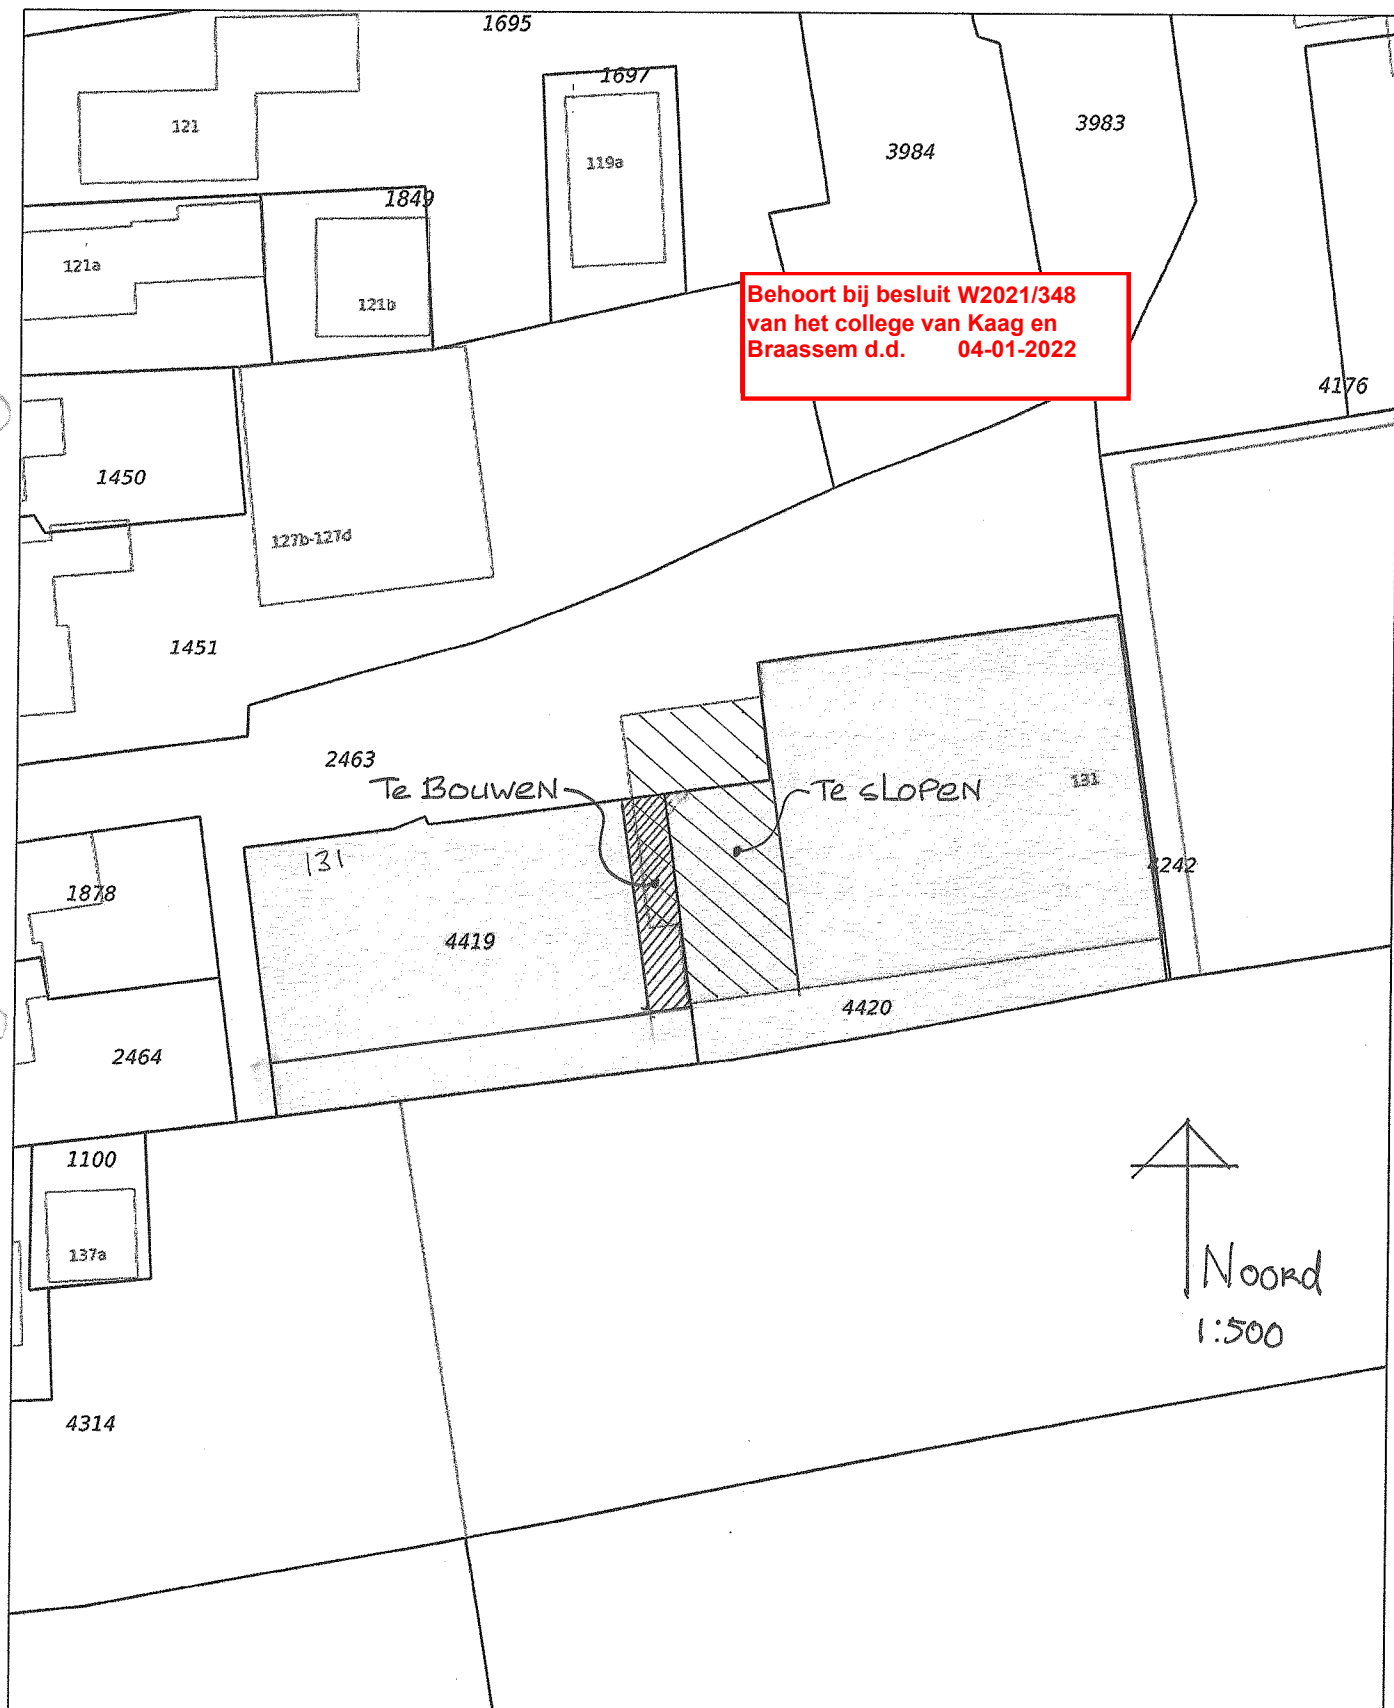 1695
1697
121
119a
3984
3983
1849
121a
121b
Behoort bij besluit W2021/348
van het college van Kaag en
Braassem d.d. 04-01-2022
4176
1450
127b-127d
1451
2463
Te Bouwen
Te slopen
131
131
1878
4242
4419
4420
2464
1100
137a
Noord
1:500
4314